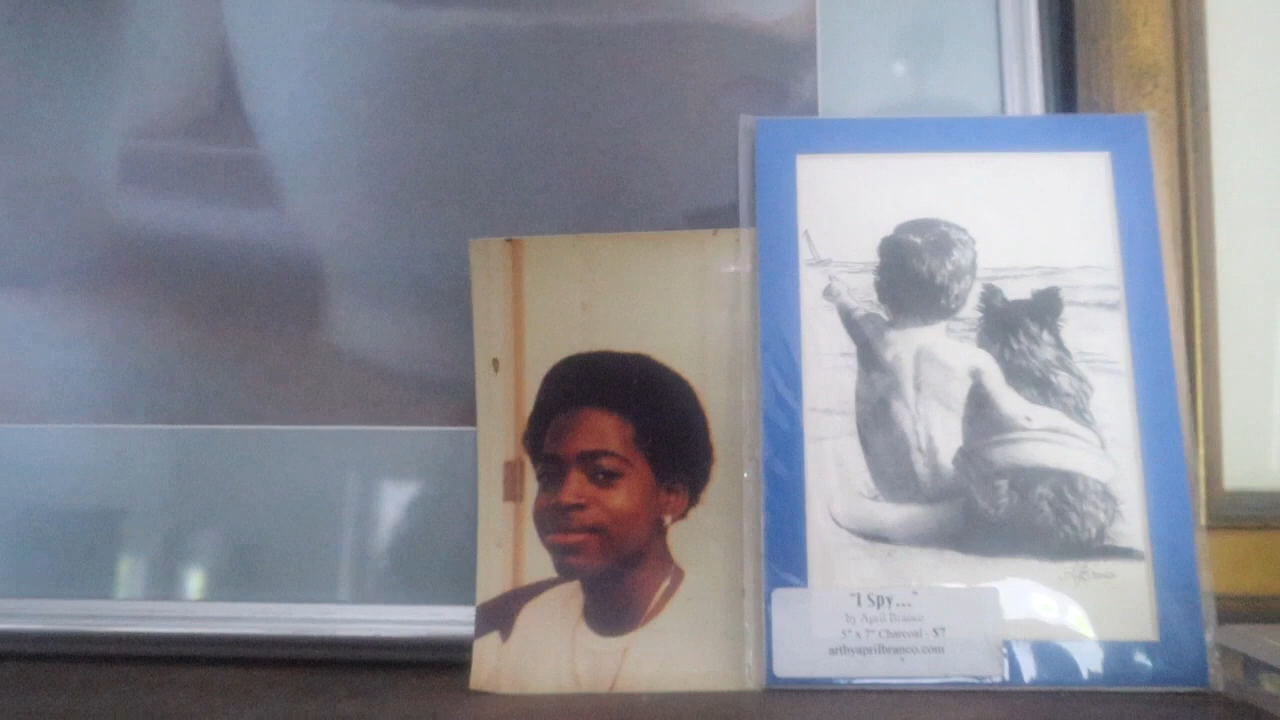 "I Spy..."
by April Branco
5" x 7" Charcoal - $7
artbyaprilbranco.com